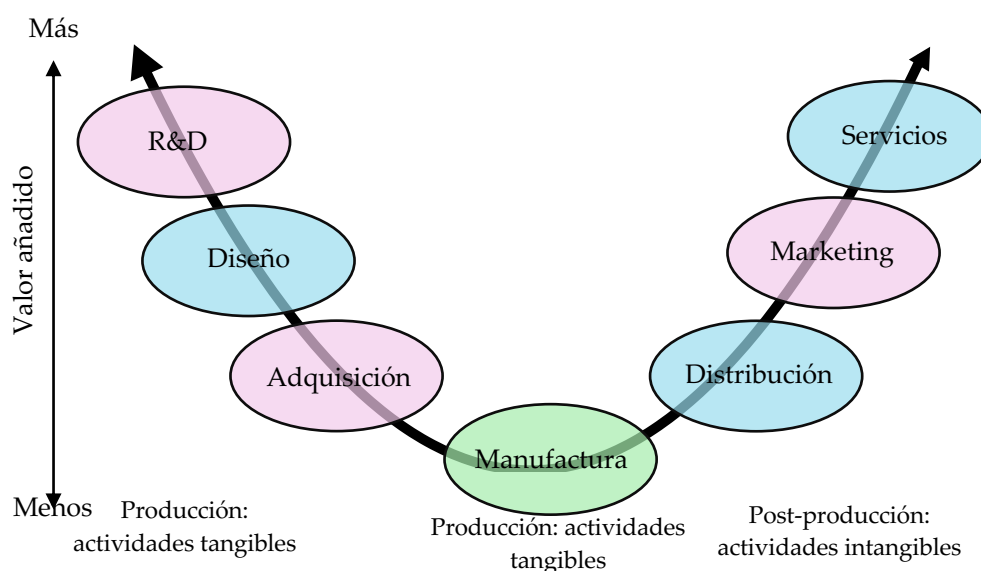 Más
R&D
Servicios
Diseño
Marketing
Valor añadido
Adquisición
Distribución
Manufactura
Menos
Producción:
actividades tangibles
Producción: actividades
tangibles
Post-producción:
actividades intangibles